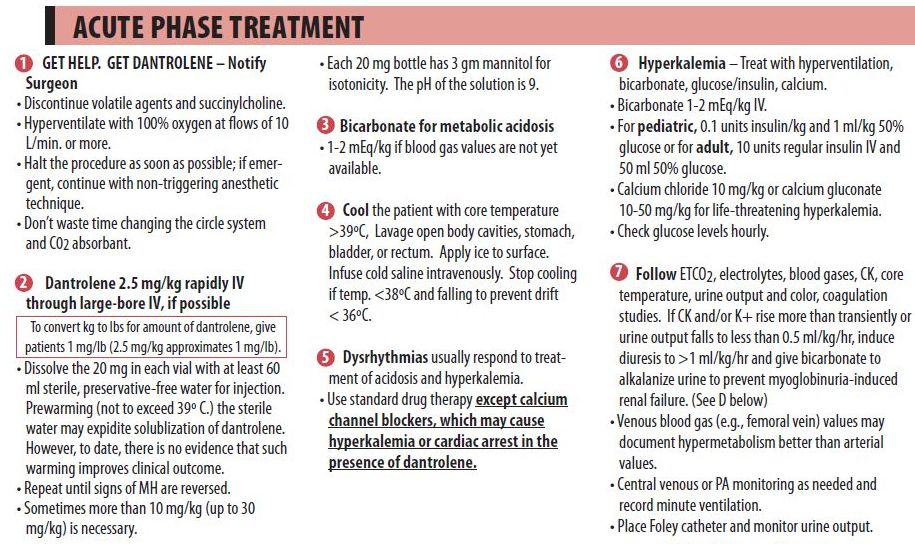 ACUTE PHASE TREATMENT
1 GET HELP. GET DANTROLENE – Notify
Surgeon
• Discontinue volatile agents and succinylcholine.
• Hyperventilate with 100% oxygen at flows of 10
L/min. or more.
• Halt the procedure as soon as possible; if emer-
gent, continue with non-triggering anesthetic
technique.
• Don't waste time changing the circle system
and CO2 absorbant.
2 Dantrolene 2.5 mg/kg rapidly IV
through large-bore IV, if possible
To convert kg to lbs for amount of dantrolene, give
patients 1 mg/lb (2.5 mg/kg approximates 1 mg/lb).
• Dissolve the 20 mg in each vial with at least 60
ml sterile, preservative-free water for injection.
Prewarming (not to exceed 39º C.) the sterile
water may expidite solublization of dantrolene.
However, to date, there is no evidence that such
warming improves clinical outcome.
• Repeat until signs of MH are reversed.
• Sometimes more than 10 mg/kg (up to 30
mg/kg) is necessary.
• Each 20 mg bottle has 3 gm mannitol for
isotonicity. The pH of the solution is 9.
3 Bicarbonate for metabolic acidosis
• 1-2 mEq/kg if blood gas values are not yet
available.
4 Cool the patient with core temperature
>39ºC, Lavage open body cavities, stomach,
bladder, or rectum. Apply ice to surface.
Infuse cold saline intravenously. Stop cooling
if temp. <38ºC and falling to prevent drift
< 36ºC.
5 Dysrhythmias usually respond to treat-
ment of acidosis and hyperkalemia.
• Use standard drug therapy except calcium
channel blockers, which may cause
hyperkalemia or cardiac arrest in the
presence of dantrolene.
6 Hyperkalemia – Treat with hyperventilation,
bicarbonate, glucose/insulin, calcium.
• Bicarbonate 1-2 mEq/kg IV.
• For pediatric, 0.1 units insulin/kg and 1 ml/kg 50%
glucose or for adult, 10 units regular insulin IV and
50 ml 50% glucose.
• Calcium chloride 10 mg/kg or calcium gluconate
10-50 mg/kg for life-threatening hyperkalemia.
• Check glucose levels hourly.
7 Follow ETCO2, electrolytes, blood gases, CK, core
temperature, urine output and color, coagulation
studies. If CK and/or K+ rise more than transiently or
urine output falls to less than 0.5 ml/kg/hr, induce
diuresis to >1 ml/kg/hr and give bicarbonate to
alkalanize urine to prevent myoglobinuria-induced
renal failure. (See D below)
• Venous blood gas (e.g., femoral vein) values may
document hypermetabolism better than arterial
values.
• Central venous or PA monitoring as needed and
record minute ventilation.
• Place Foley catheter and monitor urine output.